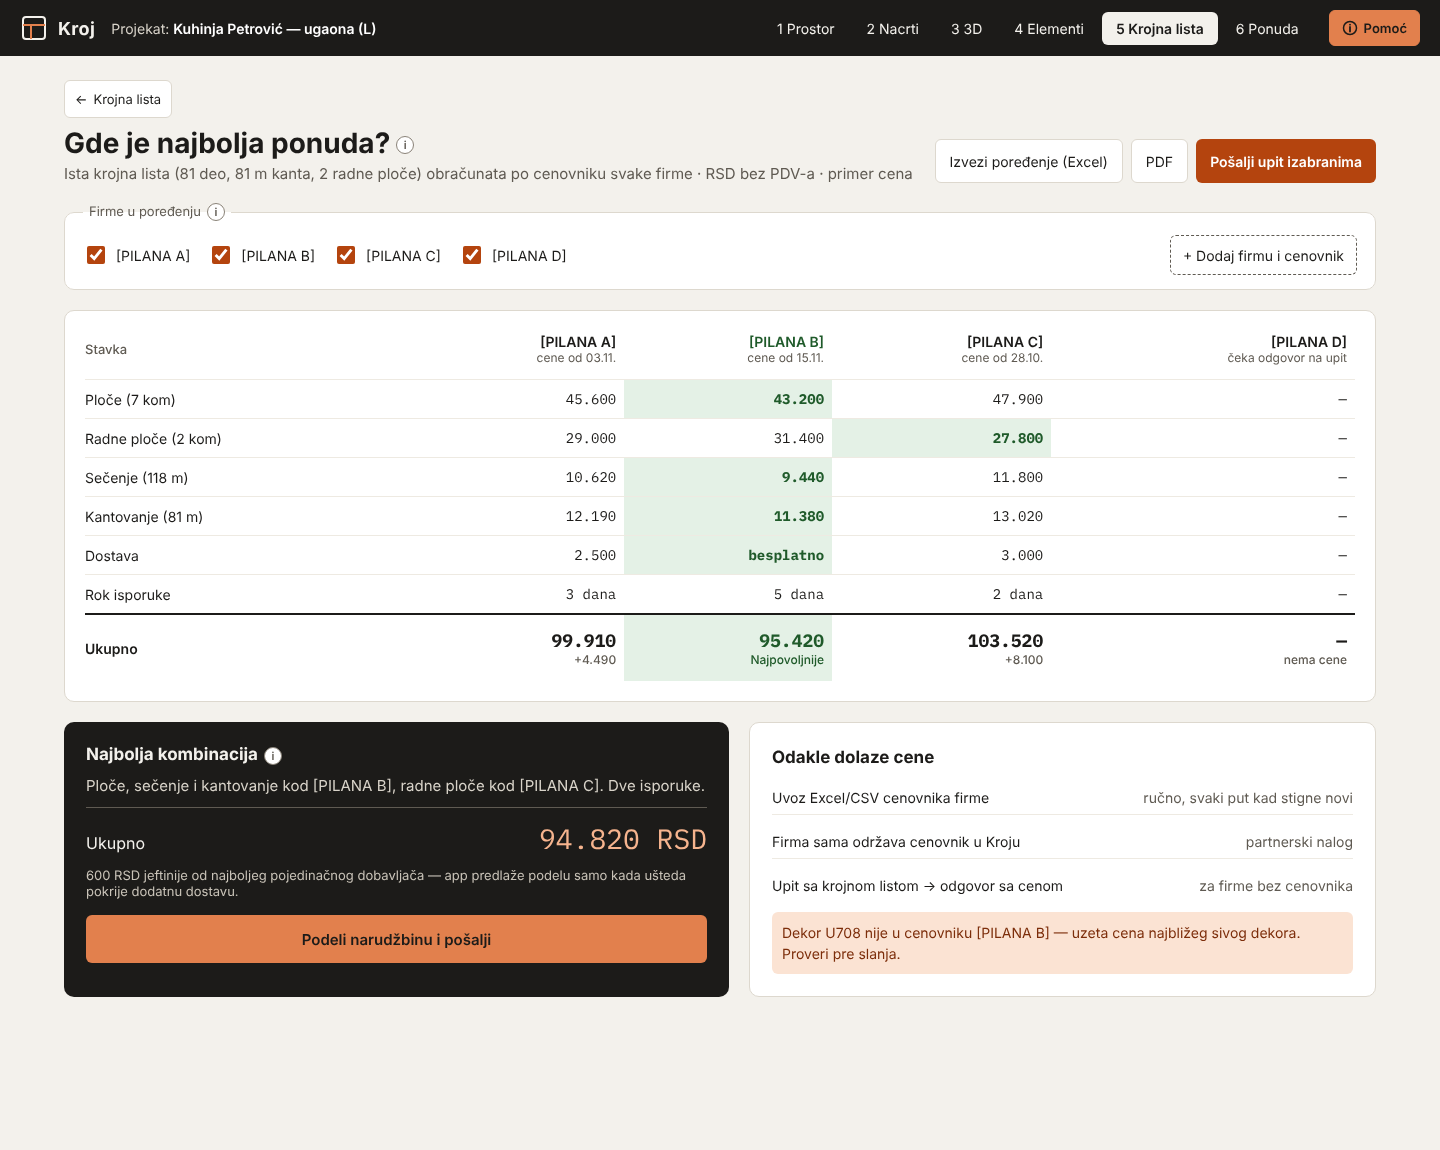 Kroj
Projekat: Kuhinja Petrović — ugaona (L)
1 Prostor
2 Nacrti
3 3D
4 Elementi
5 Krojna lista
6 Ponuda
Pomoć
← Krojna lista
Gde je najbolja ponuda?
Ista krojna lista (81 deo, 81 m kanta, 2 radne ploče) obračunata po cenovniku svake firme · RSD bez PDV-a · primer cena
Izvezi poređenje (Excel)
PDF
Pošalji upit izabranima
Firme u poređenju
[PILANA A]
[PILANA B]
[PILANA C]
[PILANA D]
+ Dodaj firmu i cenovnik
Stavka [PILANA A] [PILANA B] [PILANA C] [PILANA D]
cene od 03.11. cene od 15.11. cene od 28.10. čeka odgovor na upit
Ploče (7 kom) 45.600 43.200 47.900 —
Radne ploče (2 kom) 29.000 31.400 27.800 —
Sečenje (118 m) 10.620 9.440 11.800 —
Kantovanje (81 m) 12.190 11.380 13.020 —
Dostava 2.500 besplatno 3.000 —
Rok isporuke 3 dana 5 dana 2 dana —
Ukupno 99.910 95.420 103.520 —
+4.490 Najpovoljnije +8.100 nema cene
Najbolja kombinacija
Ploče, sečenje i kantovanje kod [PILANA B], radne ploče kod [PILANA C]. Dve isporuke.
Ukupno 94.820 RSD
600 RSD jeftinije od najboljeg pojedinačnog dobavljača — app predlaže podelu samo kada ušteda
pokrije dodatnu dostavu.
Podeli narudžbinu i pošalji
Odakle dolaze cene
Uvoz Excel/CSV cenovnika firme ručno, svaki put kad stigne novi
Firma sama održava cenovnik u Kroju partnerski nalog
Upit sa krojnom listom → odgovor sa cenom za firme bez cenovnika
Dekor U708 nije u cenovniku [PILANA B] — uzeta cena najbližeg sivog dekora.
Proveri pre slanja.